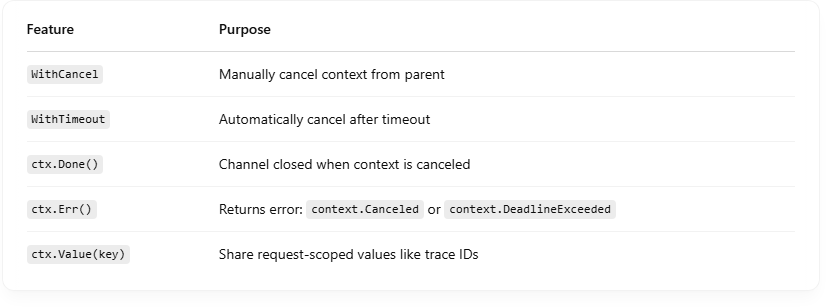 Feature Purpose
WithCancel Manually cancel context from parent
WithTimeout Automatically cancel after timeout
ctx.Done() Channel closed when context is canceled
ctx.Err() Returns error: context.Canceled or context.DeadlineExceeded
ctx.Value(key) Share request-scoped values like trace IDs